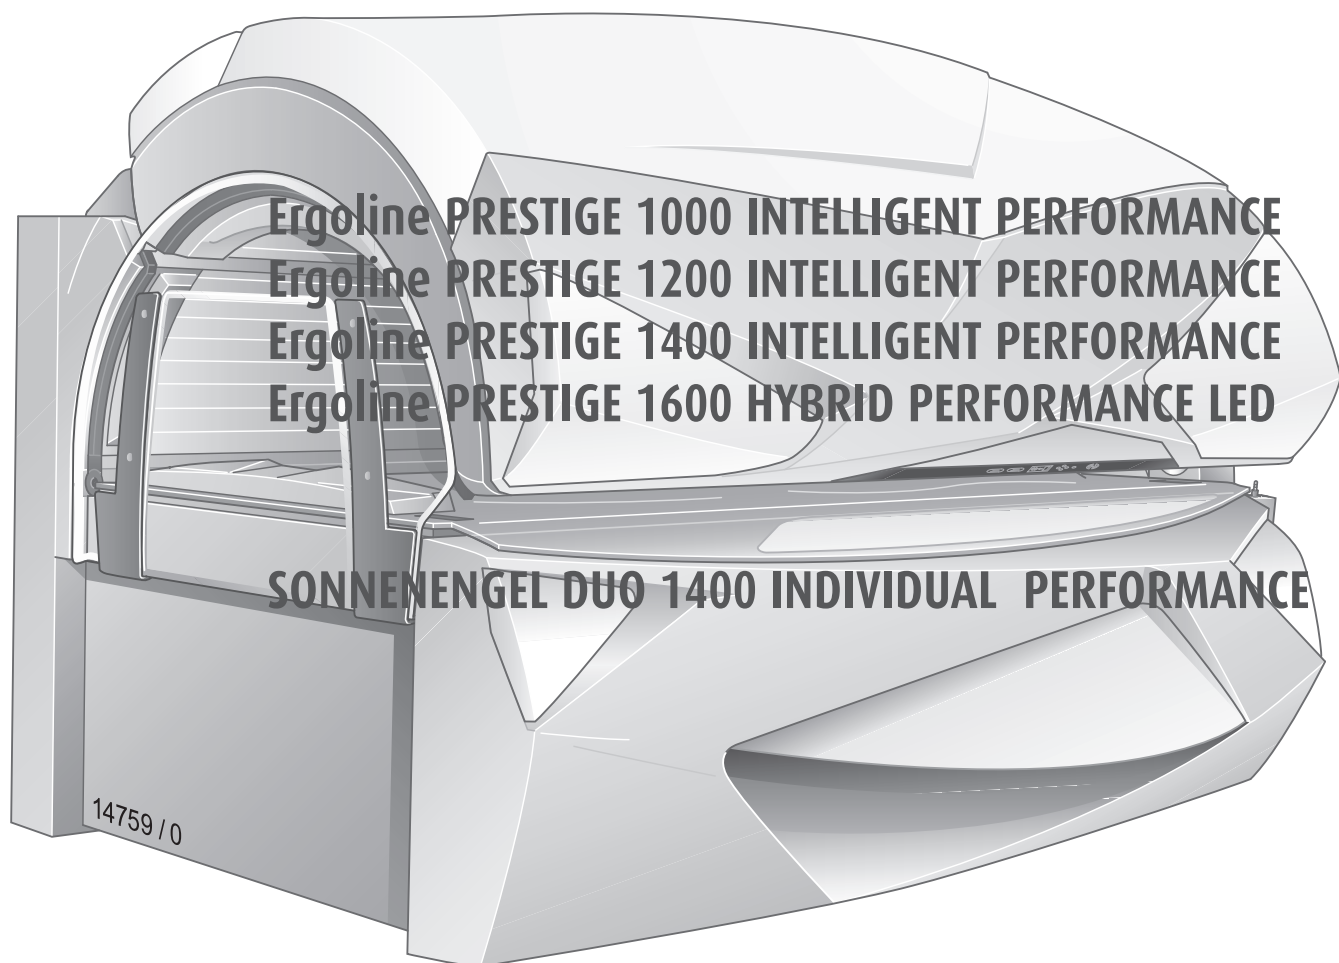 Ergoline PRESTIGE 1000 INTELLIGENT PERFORMANCE
Ergoline PRESTIGE 1200 INTELLIGENT PERFORMANCE
Ergoline PRESTIGE 1400 INTELLIGENT PERFORMANCE
Ergoline PRESTIGE 1600 HYBRID PERFORMANCE LED
SONNENENGEL DUO 1400 INDIVIDUAL PERFORMANCE
14759 / 0